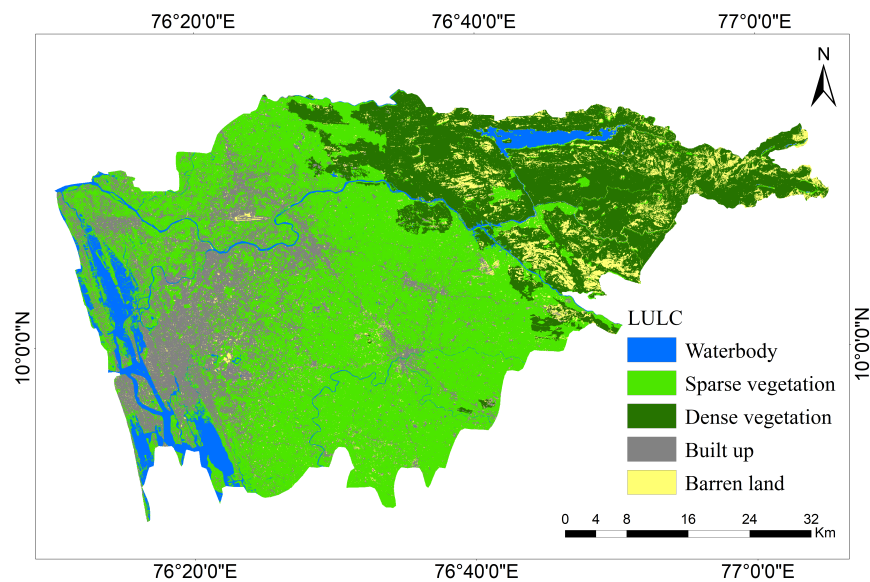 76°20'0"E 76°40'0"E 77°0'0"E
N
10°0'0"N 10°0'0"N
LULC
Waterbody
Sparse vegetation
Dense vegetation
Built up
Barren land
0 4 8 16 24 32
Km
76°20'0"E 76°40'0"E 77°0'0"E